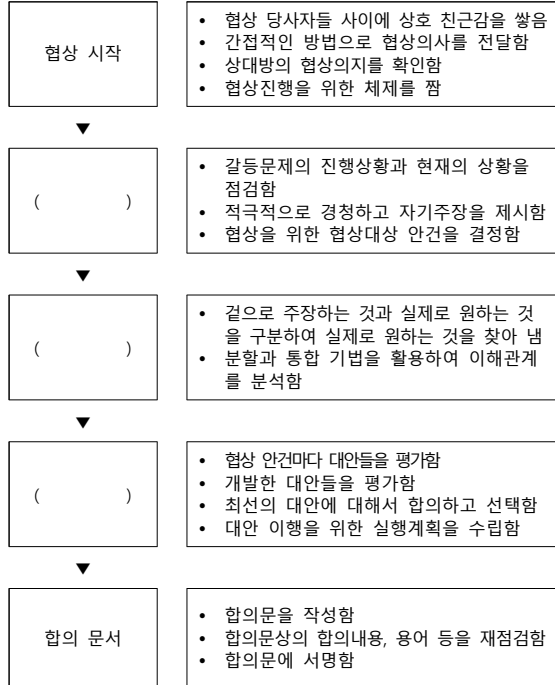 협상 시작
• 협상 당사자들 사이에 상호 친근감을 쌓음
• 간접적인 방법으로 협상의사를 전달함
• 상대방의 협상의지를 확인함
• 협상진행을 위한 체제를 짬
▼
( )
• 갈등문제의 진행상황과 현재의 상황을
점검함
• 적극적으로 경청하고 자기주장을 제시함
• 협상을 위한 협상대상 안건을 결정함
▼
( )
• 겉으로 주장하는 것과 실제로 원하는 것
을 구분하여 실제로 원하는 것을 찾아 냄
• 분할과 통합 기법을 활용하여 이해관계
를 분석함
▼
( )
• 협상 안건마다 대안들을 평가함
• 개발한 대안들을 평가함
• 최선의 대안에 대해서 합의하고 선택함
• 대안 이행을 위한 실행계획을 수립함
▼
합의 문서
• 합의문을 작성함
• 합의문상의 합의내용, 용어 등을 재점검함
• 합의문에 서명함